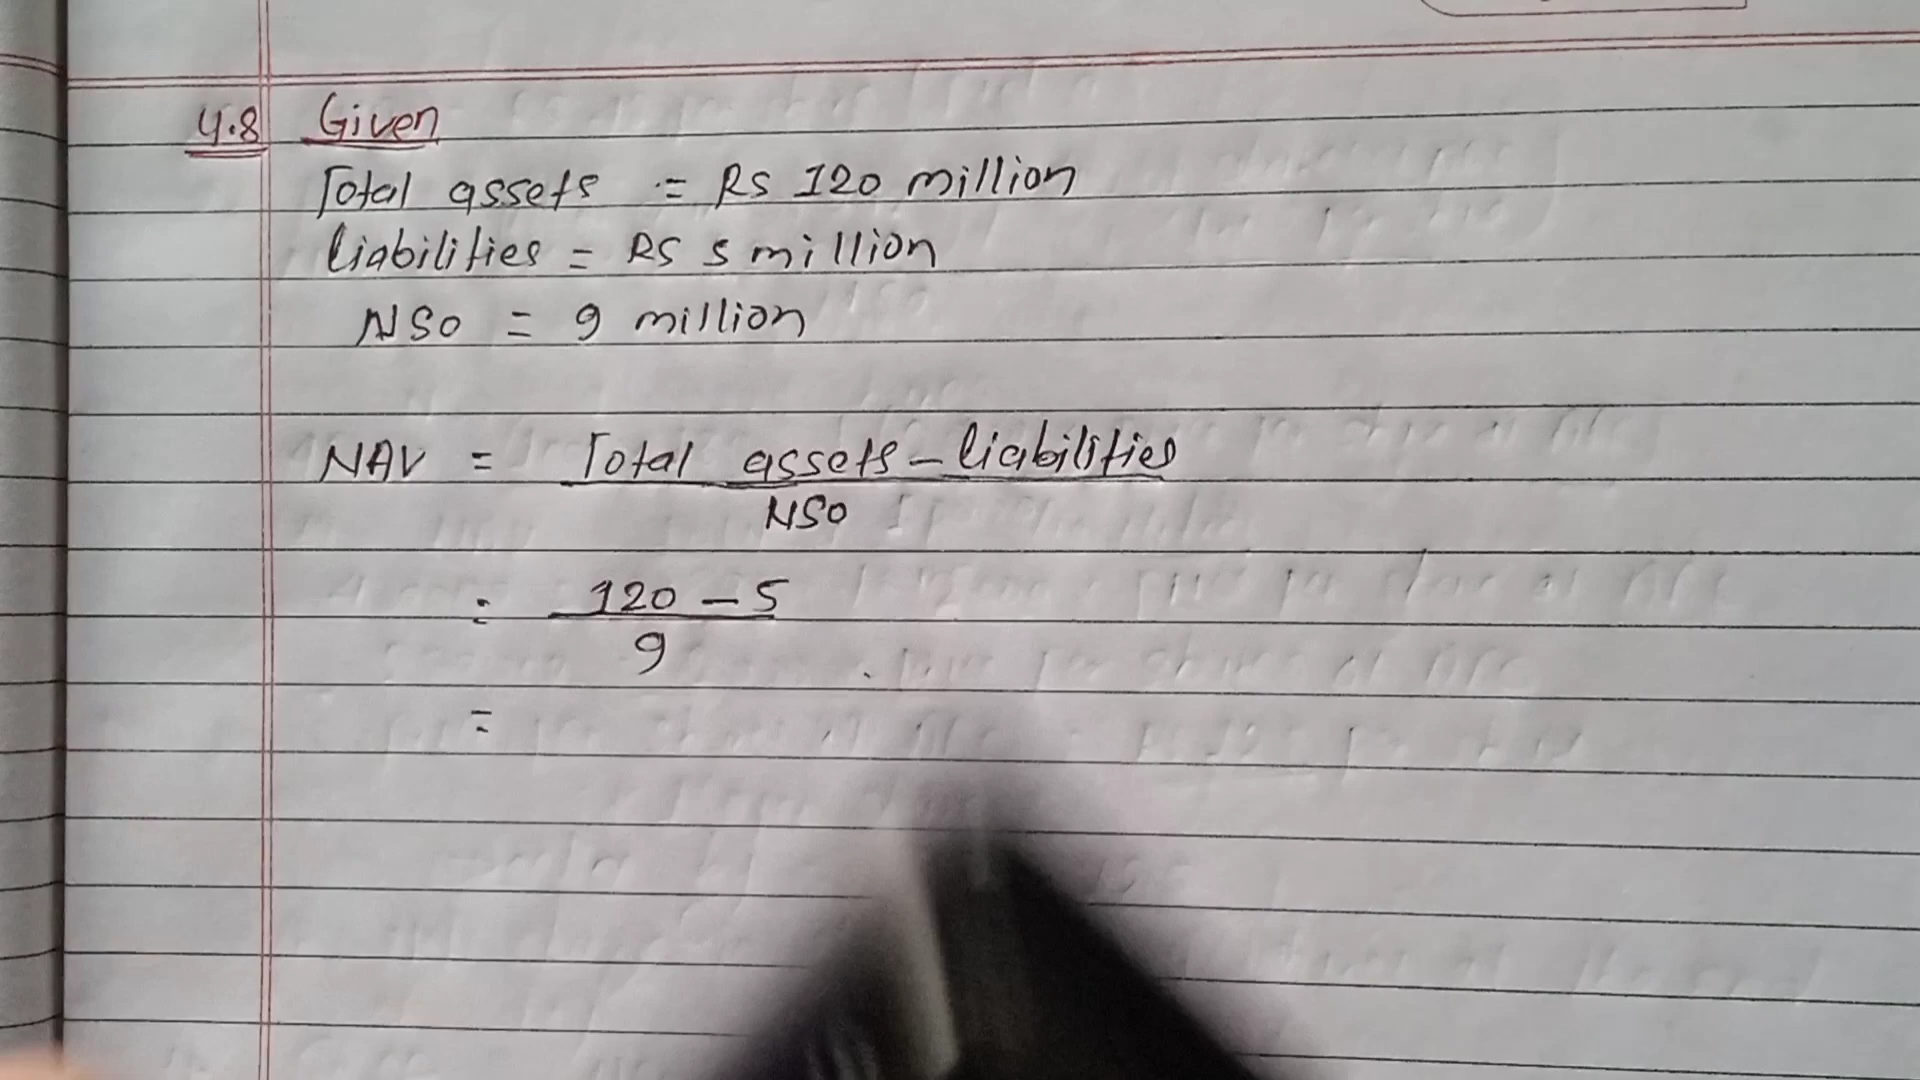 4.8 Given
Total assets = Rs 120 million
liabilities = RS 5 million
NSO = 9 million
NAV = Total assets - liabilities
NSO
= 120 - 5
9
=